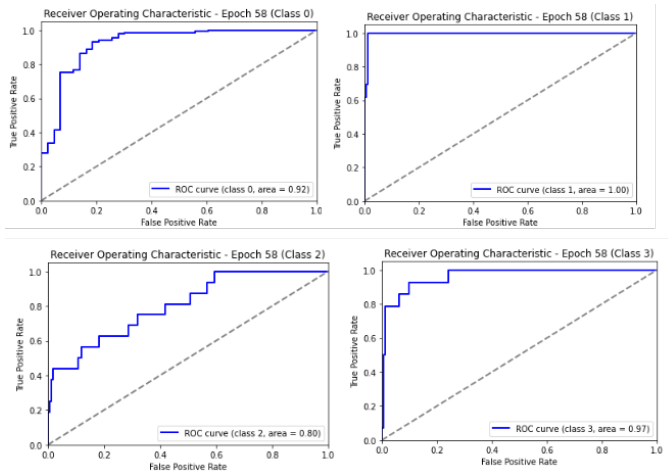 Receiver Operating Characteristic - Epoch 58 (Class 0)
True Positive Rate
1.0
0.8
0.6
0.4
0.2
0.0
ROC curve (class 0, area = 0.92)
0.0 0.2 0.4 0.6 0.8 1.0
False Positive Rate
Receiver Operating Characteristic - Epoch 58 (Class 1)
True Positive Rate
1.0
0.8
0.6
0.4
0.2
0.0
ROC curve (class 1, area = 1.00)
0.0 0.2 0.4 0.6 0.8 1.0
False Positive Rate
Receiver Operating Characteristic - Epoch 58 (Class 2)
True Positive Rate
1.0
0.8
0.6
0.4
0.2
0.0
ROC curve (class 2, area = 0.80)
0.0 0.2 0.4 0.6 0.8 1.0
False Positive Rate
Receiver Operating Characteristic - Epoch 58 (Class 3)
True Positive Rate
1.0
0.8
0.6
0.4
0.2
0.0
ROC curve (class 3, area = 0.97)
0.0 0.2 0.4 0.6 0.8 1.0
False Positive Rate